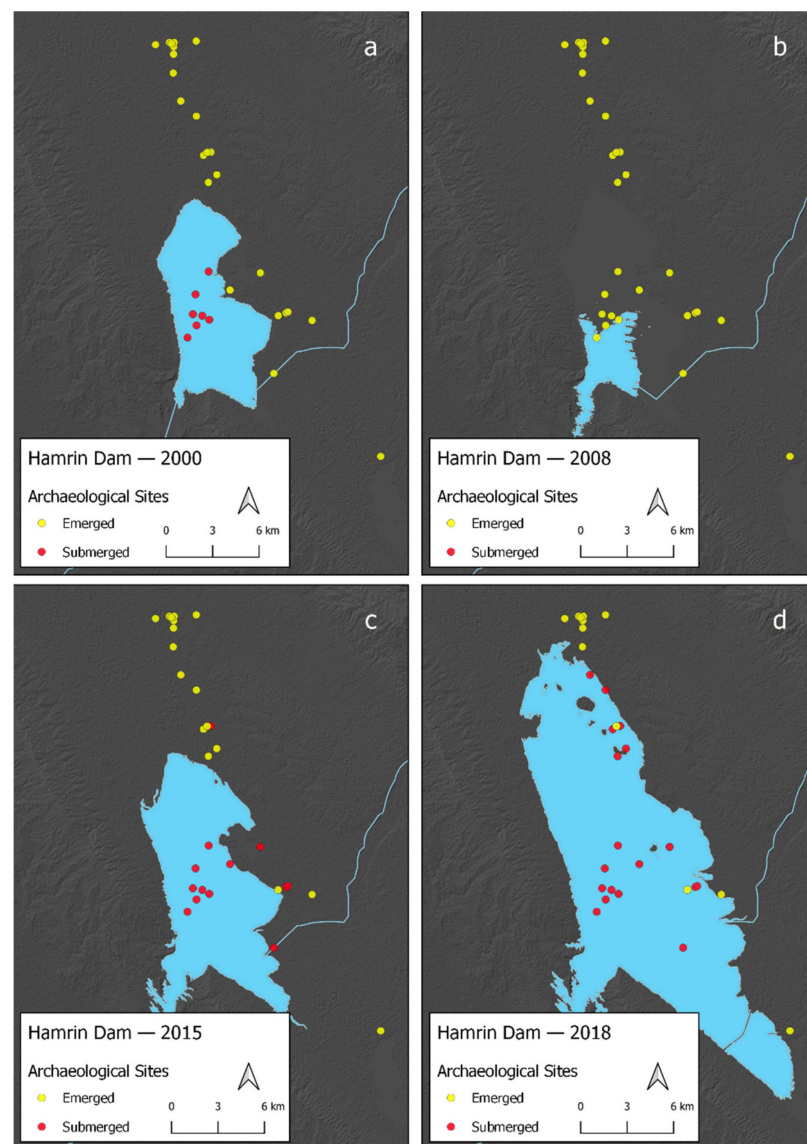 a
Hamrin Dam — 2000
Archaeological Sites
Emerged
Submerged
0 3 6 km
b
Hamrin Dam — 2008
Archaeological Sites
Emerged
Submerged
0 3 6 km
c
Hamrin Dam — 2015
Archaeological Sites
Emerged
Submerged
0 3 6 km
d
Hamrin Dam — 2018
Archaeological Sites
Emerged
Submerged
0 3 6 km